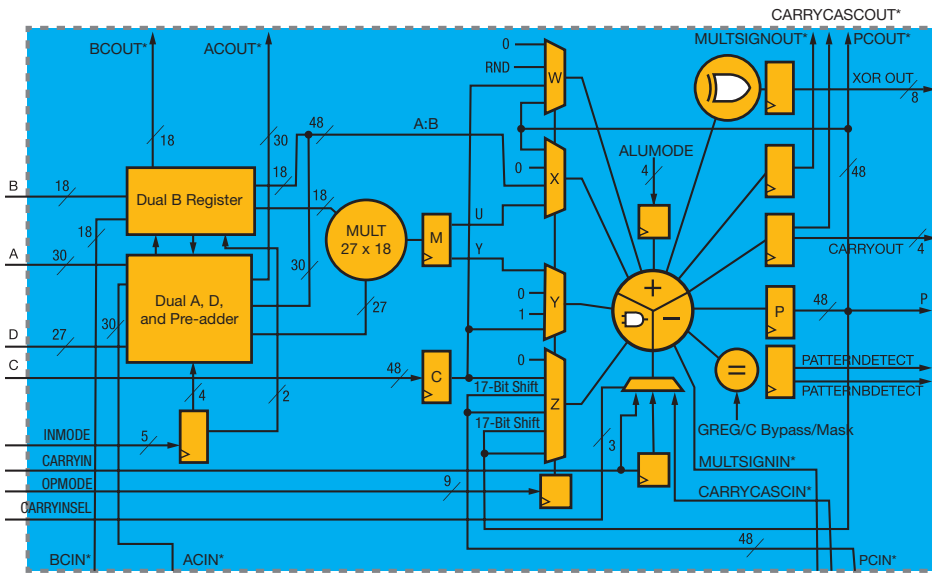 CARRYCASCOUT*
BCOUT*
ACOUT*
MULTSIGNOUT*
PCOUT*
0
RND
W
XOR OUT
8
18
30
48
A:B
ALUMODE
4
48
B
18
Dual B Register
18
18
0
X
18
MULT
27 x 18
U
M
Y
CARRYOUT
4
A
30
30
Dual A, D,
and Pre-adder
30
27
0
1
Y
+
−
P
48
P
D
27
C
48
C
0
17-Bit Shift
17-Bit Shift
Z
=
PATTERNDETECT
PATTERNBDETECT
4
2
3
GREG/C Bypass/Mask
INMODE
5
CARRYIN
MULTSIGNIN*
OPMODE
9
CARRYCASCIN*
CARRYINSEL
48
BCIN*
ACIN*
PCIN*